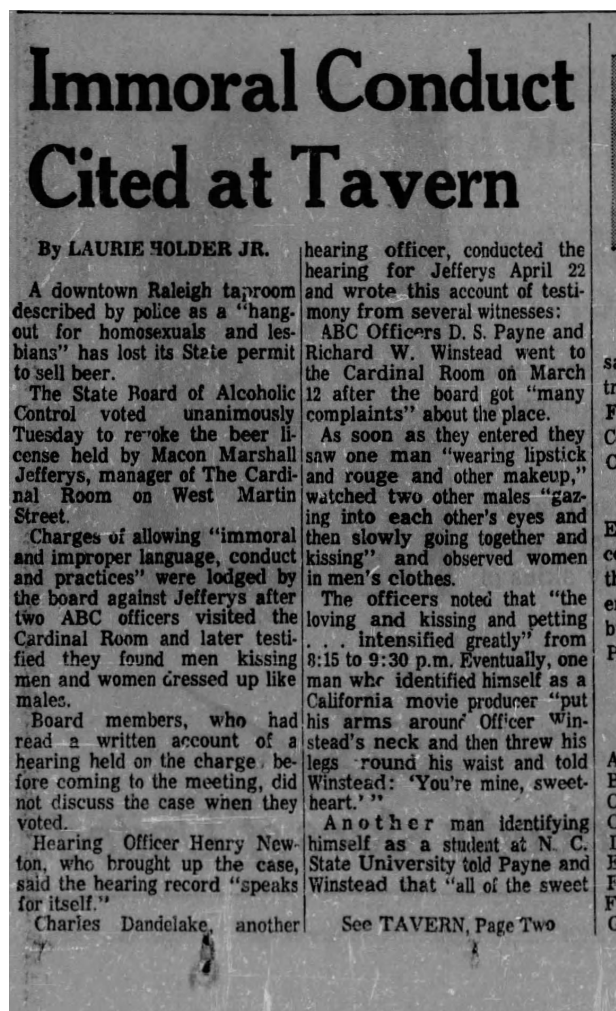 Immoral Conduct
Cited at Tavern
By LAURIE HOLDER JR.
A downtown Raleigh taproom
described by police as a "hang-
out for homosexuals and les-
bians" has lost its State permit
to sell beer.
The State Board of Alcoholic
Control voted unanimously
Tuesday to revoke the beer li-
cense held by Macon Marshall
Jefferys, manager of The Cardi-
nal Room on West Martin
Street.
Charges of allowing "immoral
and improper language, conduct
and practices" were lodged by
the board against Jefferys after
two ABC officers visited the
Cardinal Room and later testi-
fied they found men kissing
men and women dressed up like
males.
Board members, who had
read a written account of a
hearing held on the charge be-
fore coming to the meeting, did
not discuss the case when they
voted.
Hearing Officer Henry New-
ton, who brought up the case,
said the hearing record "speaks
for itself."
Charles Dandelake, another
hearing officer, conducted the
hearing for Jefferys April 22
and wrote this account of testi-
mony from several witnesses:
ABC Officers D. S. Payne and
Richard W. Winstead went to
the Cardinal Room on March
12 after the board got "many
complaints" about the place.
As soon as they entered they
saw one man "wearing lipstick
and rouge and other makeup,"
watched two other males "gaz-
ing into each other's eyes and
then slowly going together and
kissing" and observed women
in men's clothes.
The officers noted that "the
loving and kissing and petting
. . . intensified greatly" from
8:15 to 9:30 p.m. Eventually, one
man who identified himself as a
California movie producer "put
his arms around Officer Win-
stead's neck and then threw his
legs round his waist and told
Winstead: 'You're mine, sweet-
heart.' "
Another man identifying
himself as a student at N. C.
State University told Payne and
Winstead that "all of the sweet
See TAVERN, Page Two